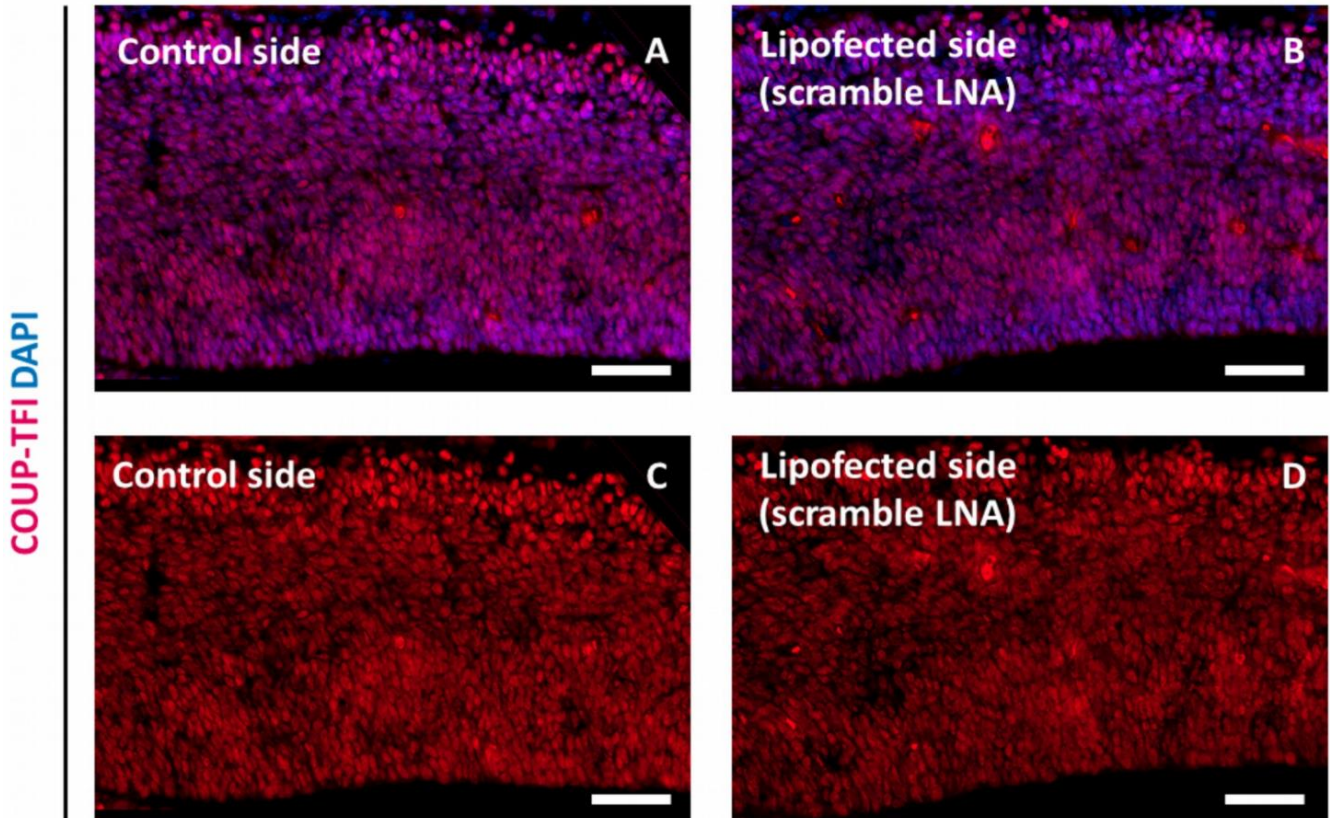 COUP-TFI DAPI
Control side
A
Lipofected side
(scramble LNA)
B
Control side
C
Lipofected side
(scramble LNA)
D